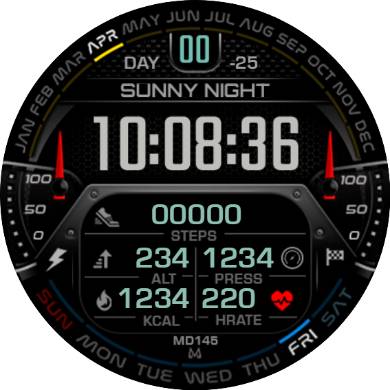 JAN FEB MAR APR MAY JUN JUL AUG SEP OCT NOV DEC
DAY 00 -25
SUNNY NIGHT
10:08:36
100 100
50 50
0 0
00000
STEPS
234 1234
ALT PRESS
1234 220
KCAL HRATE
MD145
SUN MON TUE WED THU FRI SAT